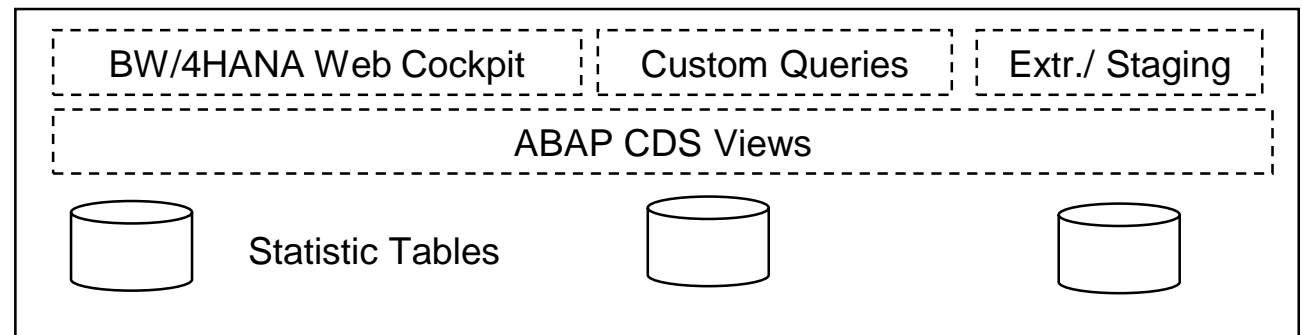 BW/4HANA Web Cockpit
Custom Queries
Extr./ Staging
ABAP CDS Views
Statistic Tables